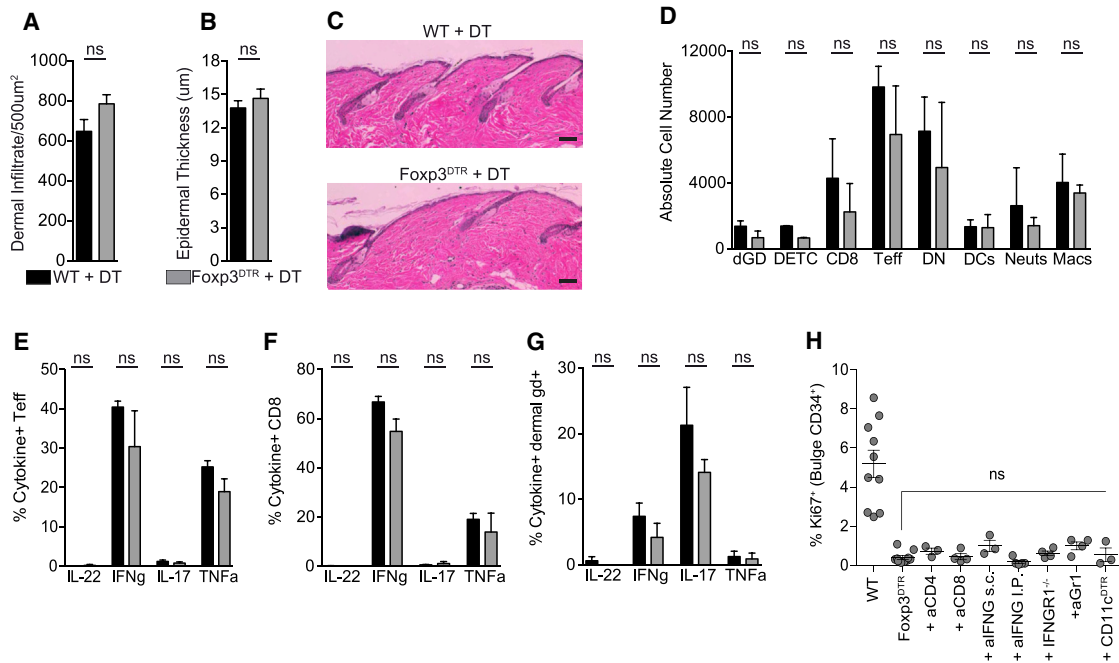 A
ns
Dermal Infiltrate/500um²
1000
800
600
400
200
0
B
ns
Epidermal Thickness (um)
18
15
12
9
6
3
0
WT + DT
Foxp3ᴰᵀᴿ + DT
C
WT + DT
Foxp3ᴰᵀᴿ + DT
D
ns ns ns ns ns ns ns ns
Absolute Cell Number
12000
8000
4000
0
dGD DETC CD8 Teff DN DCs Neuts Macs
E
ns ns ns ns
% Cytokine+ Teff
50
40
30
20
10
0
IL-22 IFNg IL-17 TNFa
F
ns ns ns ns
% Cytokine+ CD8
80
60
40
20
0
IL-22 IFNg IL-17 TNFa
G
ns ns ns ns
% Cytokine+ dermal gd+
30
20
10
0
IL-22 IFNg IL-17 TNFa
H
% Ki67⁺ (Bulge CD34⁺)
10
8
6
4
2
0
ns
WT
Foxp3ᴰᵀᴿ
+ aCD4
+ aCD8
+ aIFNG s.c.
+ aIFNG I.P.
+ IFNGR1⁻/⁻
+aGr1
+ CD11cᴰᵀᴿ